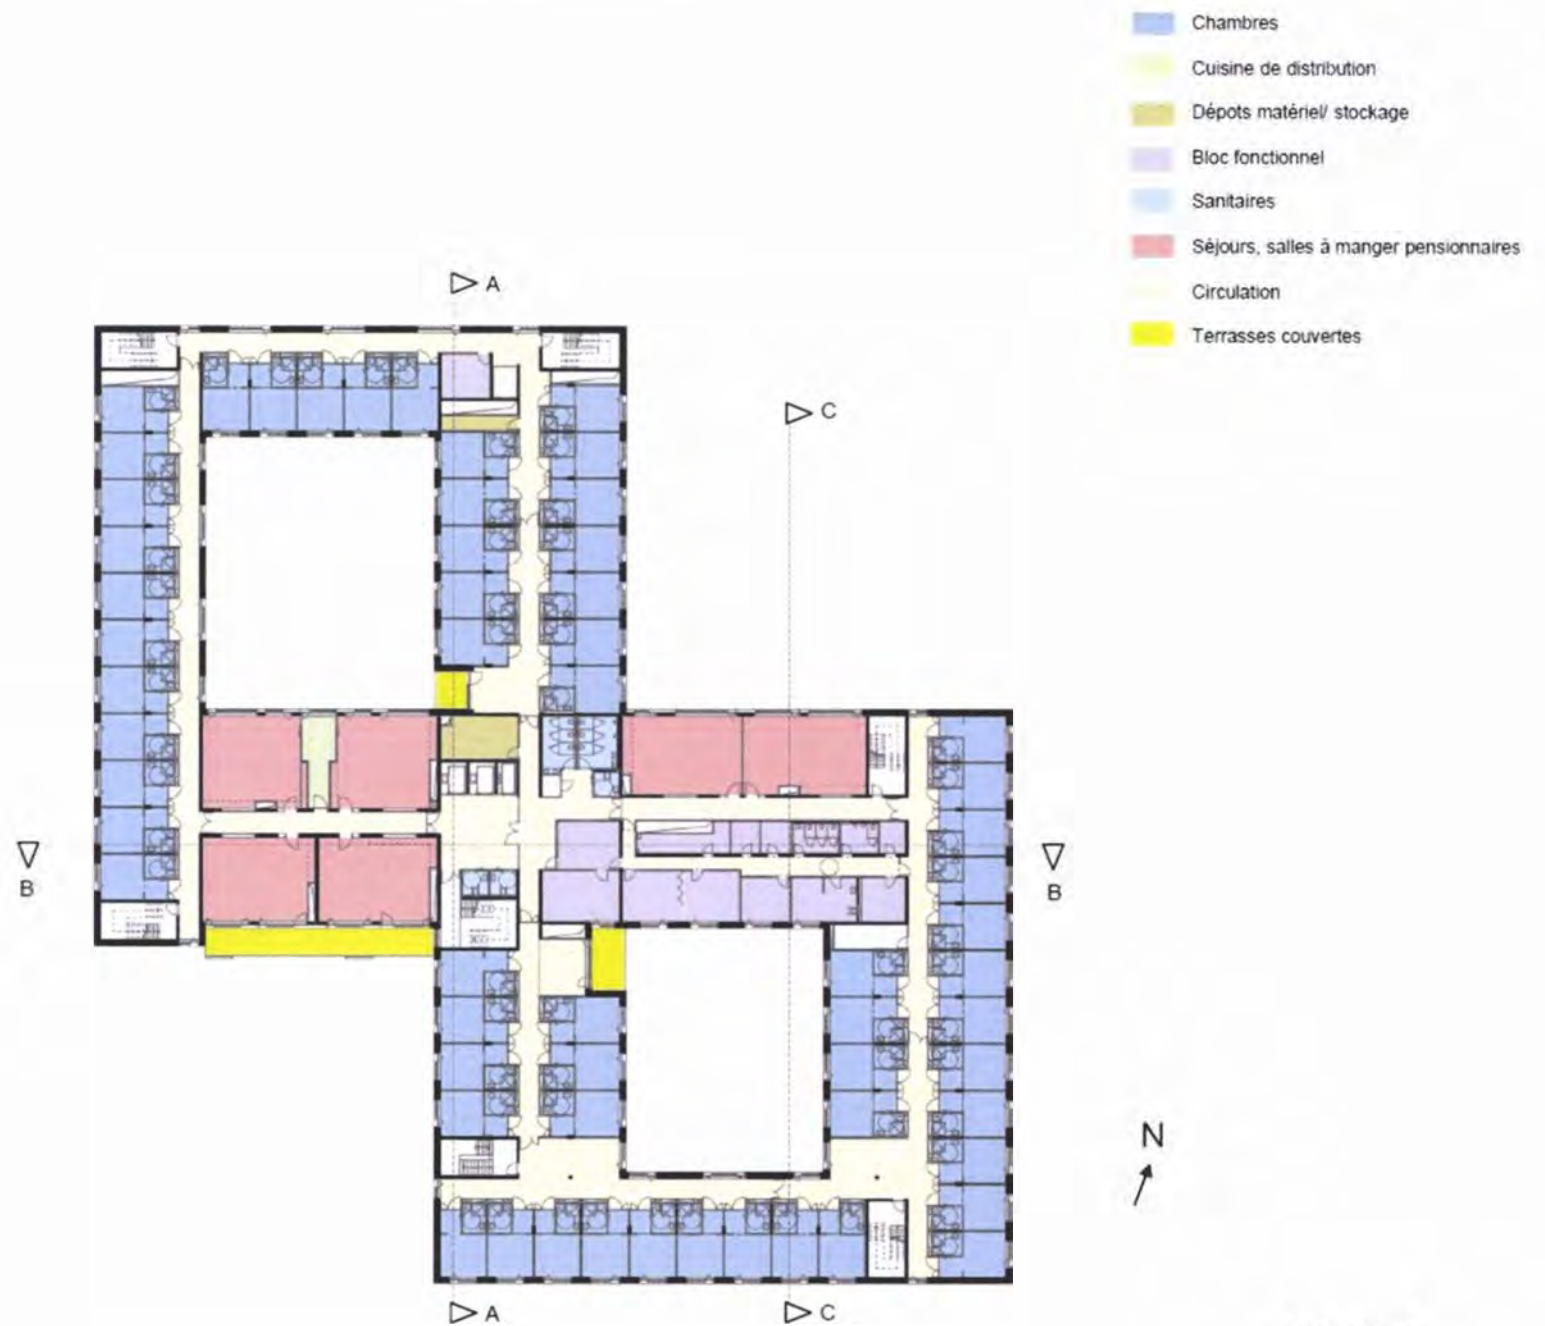 Chambres
Cuisine de distribution
Dépots matériel/ stockage
Bloc fonctionnel
Sanitaires
Séjours, salles à manger pensionnaires
Circulation
Terrasses couvertes
A
C
B
B
N
A
C